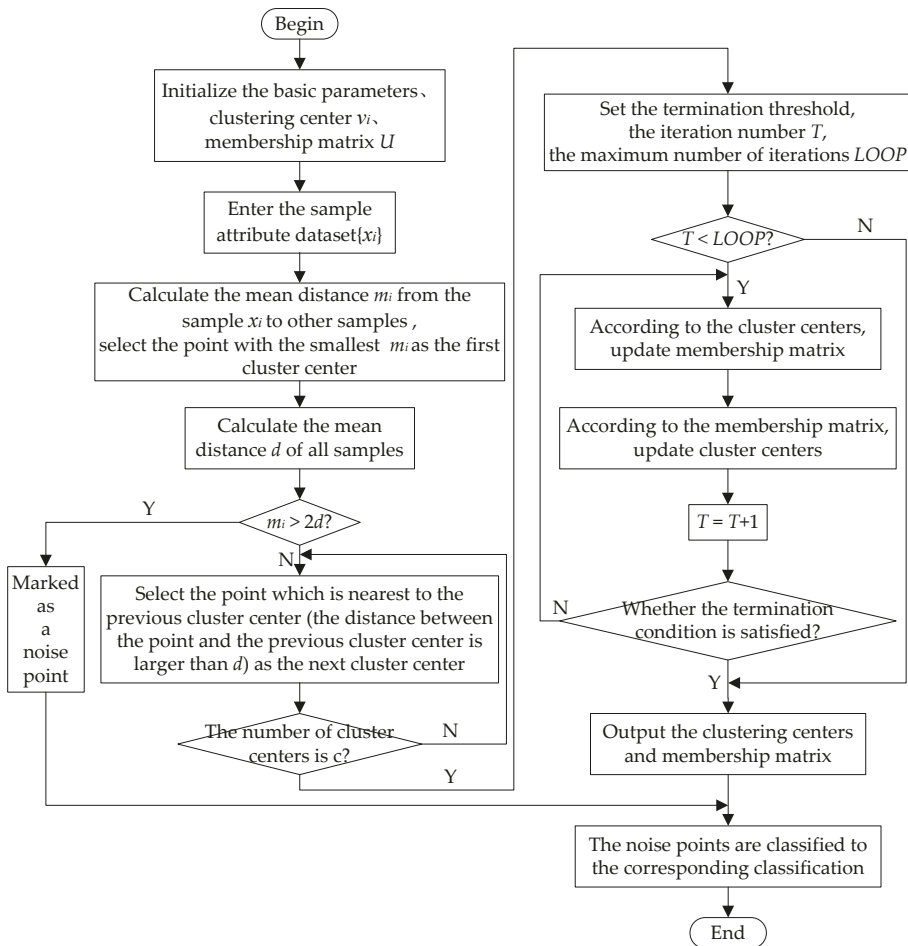 Begin
Initialize the basic parameters、
clustering center vi、
membership matrix U
Enter the sample
attribute dataset{xi}
Calculate the mean distance mi from the
sample xi to other samples ,
select the point with the smallest mi as the first
cluster center
Calculate the mean
distance d of all samples
mi > 2d?
Y
N
Marked
as
a
noise
point
Select the point which is nearest to the
previous cluster center (the distance between
the point and the previous cluster center is
larger than d) as the next cluster center
The number of cluster
centers is c?
N
Y
Set the termination threshold,
the iteration number T,
the maximum number of iterations LOOP
T < LOOP?
N
Y
According to the cluster centers,
update membership matrix
According to the membership matrix,
update cluster centers
T = T+1
Whether the termination
condition is satisfied?
N
Y
Output the clustering centers
and membership matrix
The noise points are classified to
the corresponding classification
End